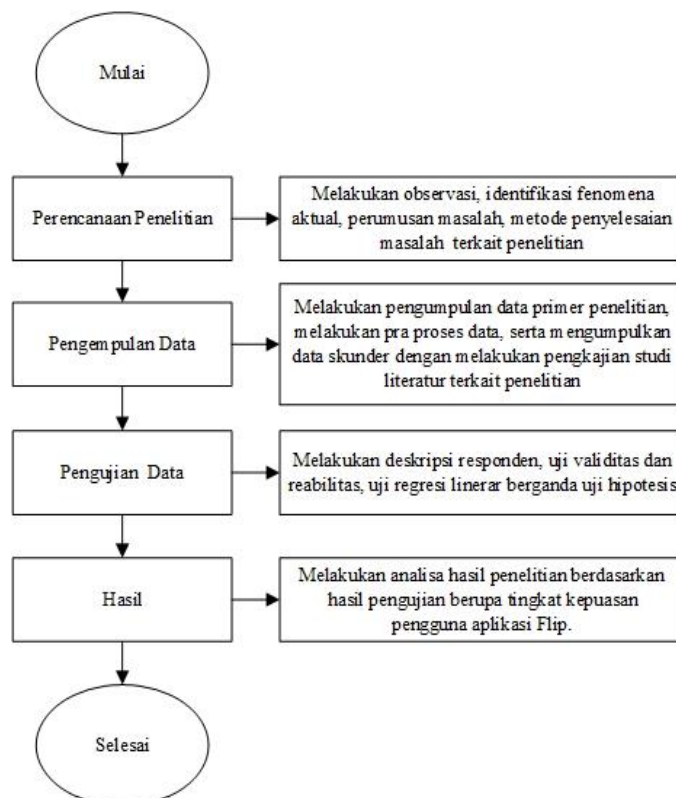 Mulai
Perencanaan Penelitian
Melakukan observasi, identifikasi fenomena
aktual, perumusan masalah, metode penyelesaian
masalah terkait penelitian
Pengempulan Data
Melakukan pengumpulan data primer penelitian,
melakukan pra proses data, serta mengumpulkan
data skunder dengan melakukan pengkajian studi
literatur terkait penelitian
Pengujian Data
Melakukan deskripsi responden, uji validitas dan
reabilitas, uji regresi linerar berganda uji hipotesis
Hasil
Melakukan analisa hasil penelitian berdasarkan
hasil pengujian berupa tingkat kepuasan
pengguna aplikasi Flip.
Selesai